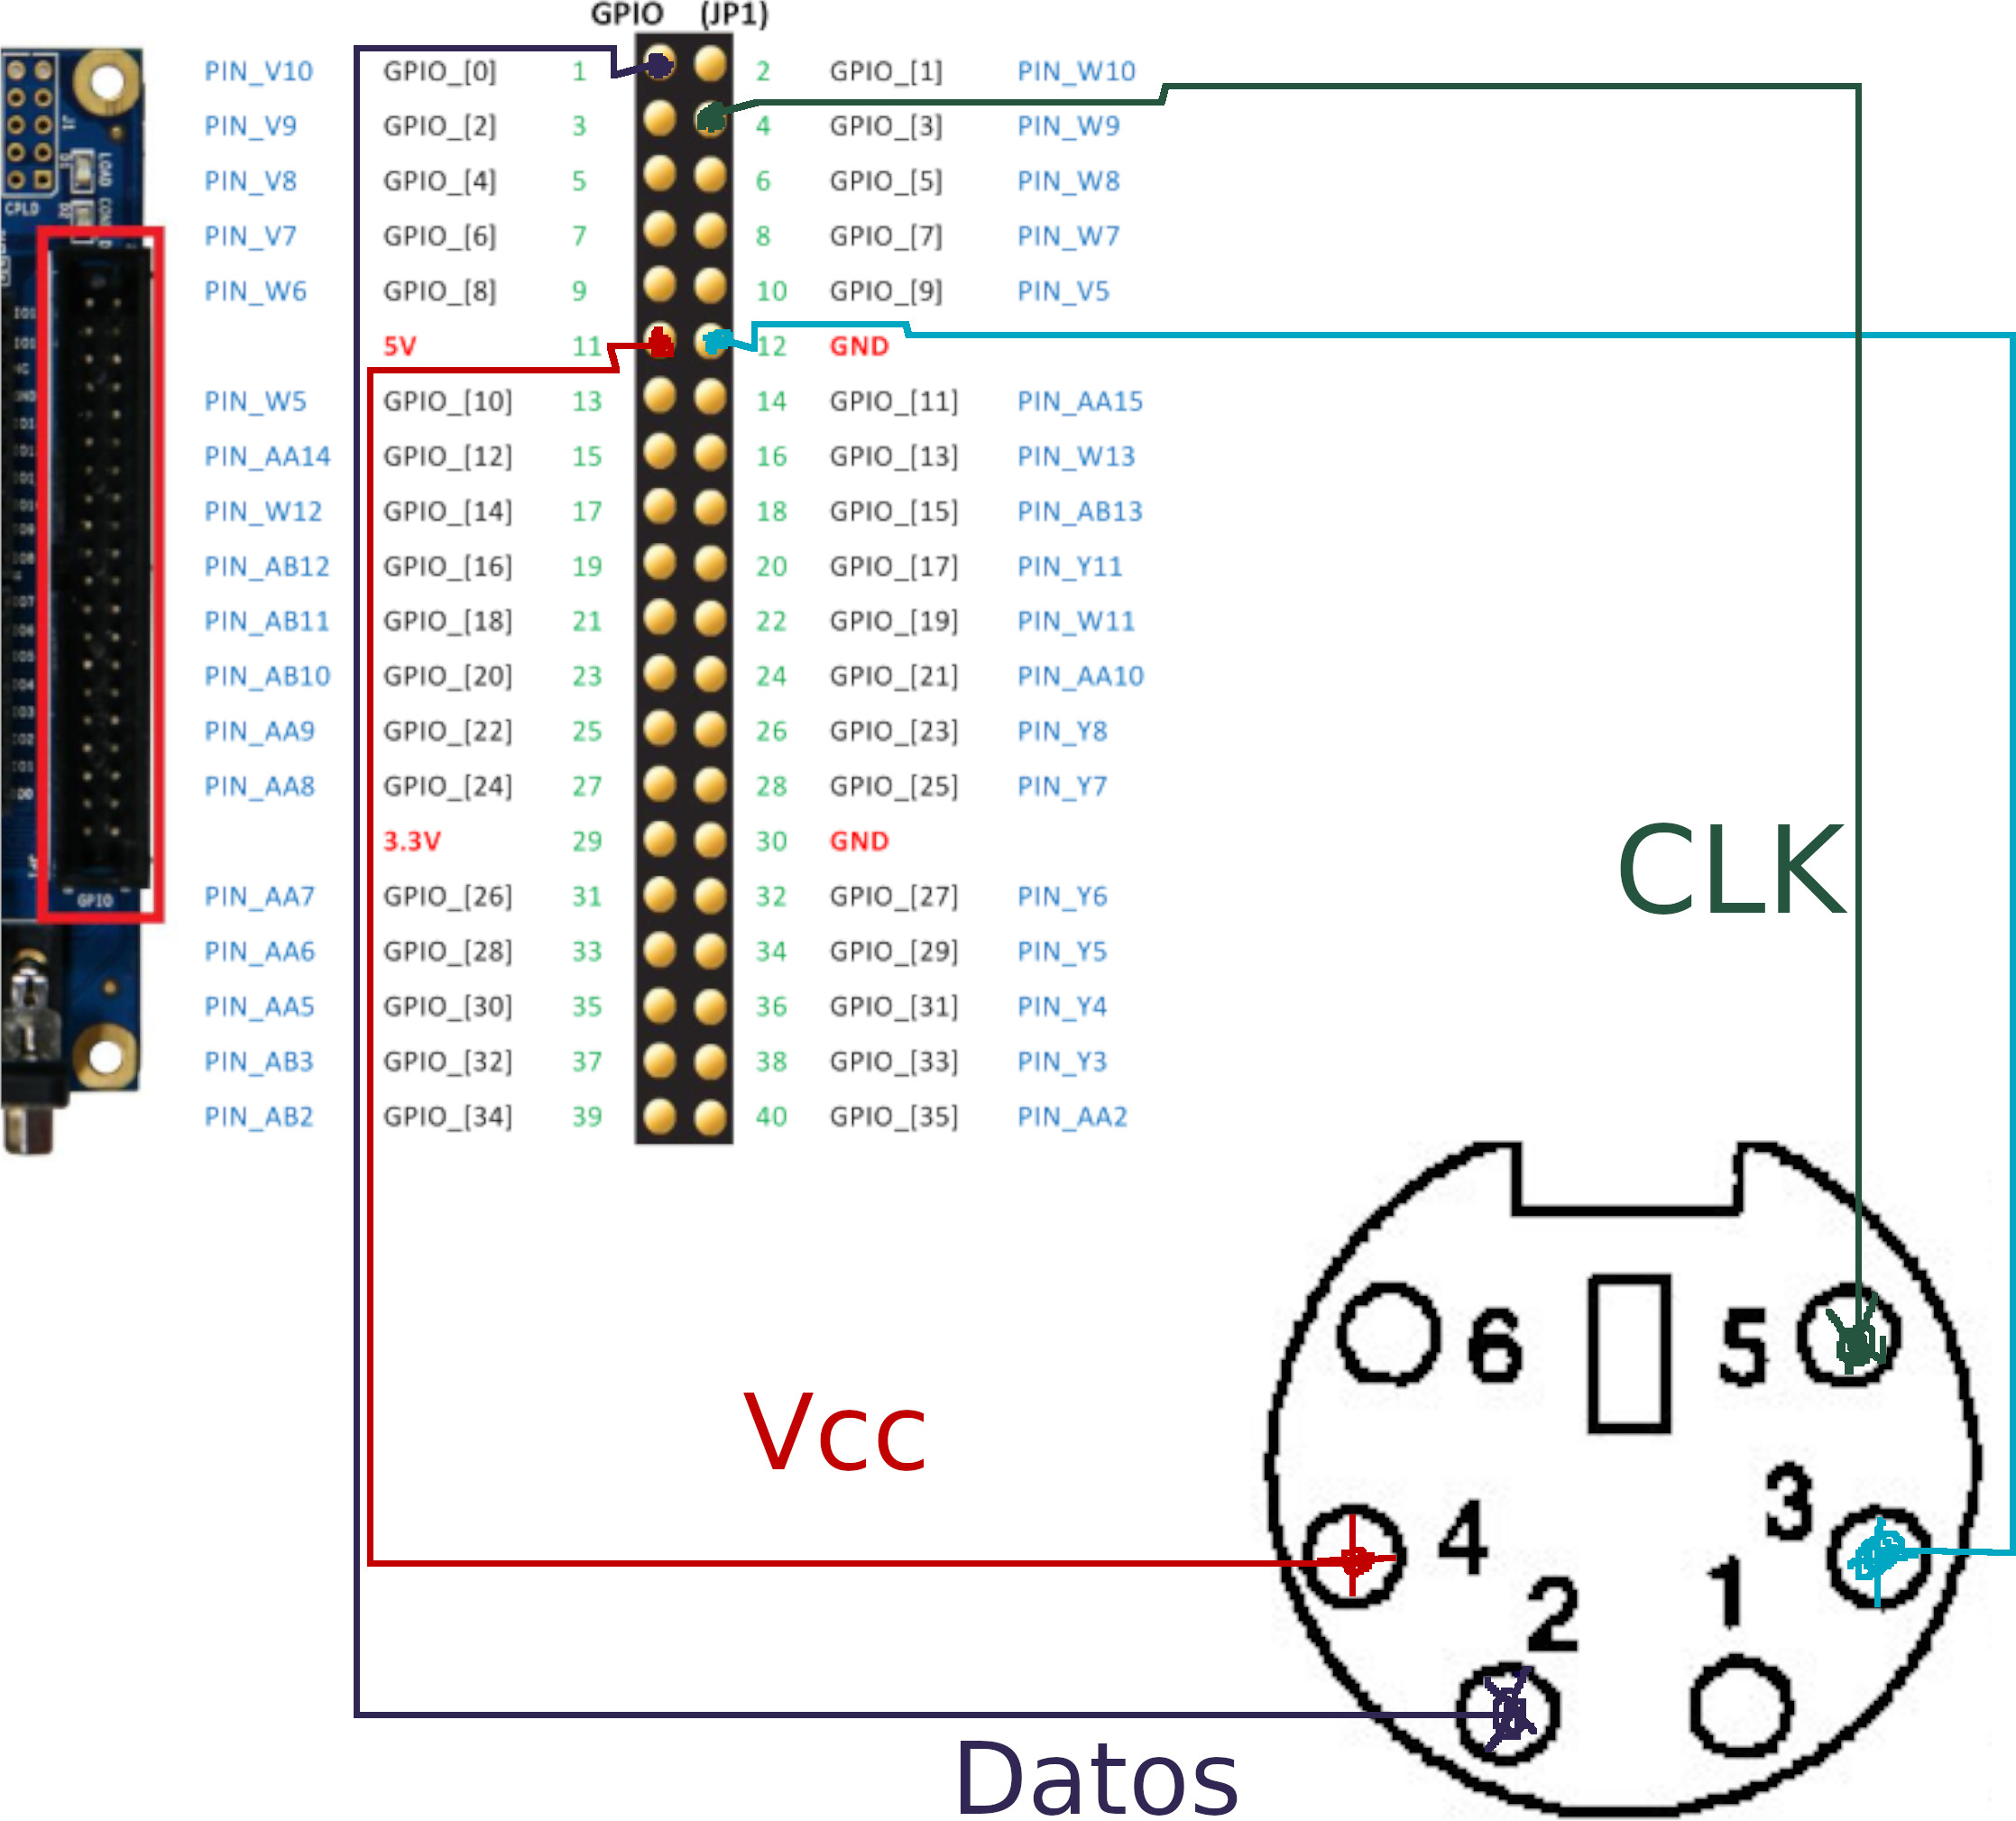 GPIO (JP1)
PIN_V10 GPIO_[0] 1 2 GPIO_[1] PIN_W10
PIN_V9 GPIO_[2] 3 4 GPIO_[3] PIN_W9
PIN_V8 GPIO_[4] 5 6 GPIO_[5] PIN_W8
PIN_V7 GPIO_[6] 7 8 GPIO_[7] PIN_W7
PIN_W6 GPIO_[8] 9 10 GPIO_[9] PIN_V5
5V 11 12 GND
PIN_W5 GPIO_[10] 13 14 GPIO_[11] PIN_AA15
PIN_AA14 GPIO_[12] 15 16 GPIO_[13] PIN_W13
PIN_W12 GPIO_[14] 17 18 GPIO_[15] PIN_AB13
PIN_AB12 GPIO_[16] 19 20 GPIO_[17] PIN_Y11
PIN_AB11 GPIO_[18] 21 22 GPIO_[19] PIN_W11
PIN_AB10 GPIO_[20] 23 24 GPIO_[21] PIN_AA10
PIN_AA9 GPIO_[22] 25 26 GPIO_[23] PIN_Y8
PIN_AA8 GPIO_[24] 27 28 GPIO_[25] PIN_Y7
3.3V 29 30 GND
PIN_AA7 GPIO_[26] 31 32 GPIO_[27] PIN_Y6
PIN_AA6 GPIO_[28] 33 34 GPIO_[29] PIN_Y5
PIN_AA5 GPIO_[30] 35 36 GPIO_[31] PIN_Y4
PIN_AB3 GPIO_[32] 37 38 GPIO_[33] PIN_Y3
PIN_AB2 GPIO_[34] 39 40 GPIO_[35] PIN_AA2
J1
LOAD
CPLD
GPIO
CLK
6 5
Vcc
4 3
2 1
Datos